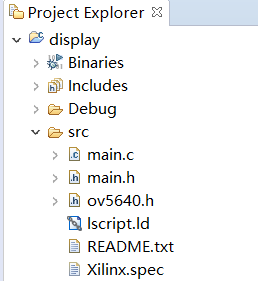 Project Explorer
display
Binaries
Includes
Debug
src
main.c
main.h
ov5640.h
lscript.ld
README.txt
Xilinx.spec